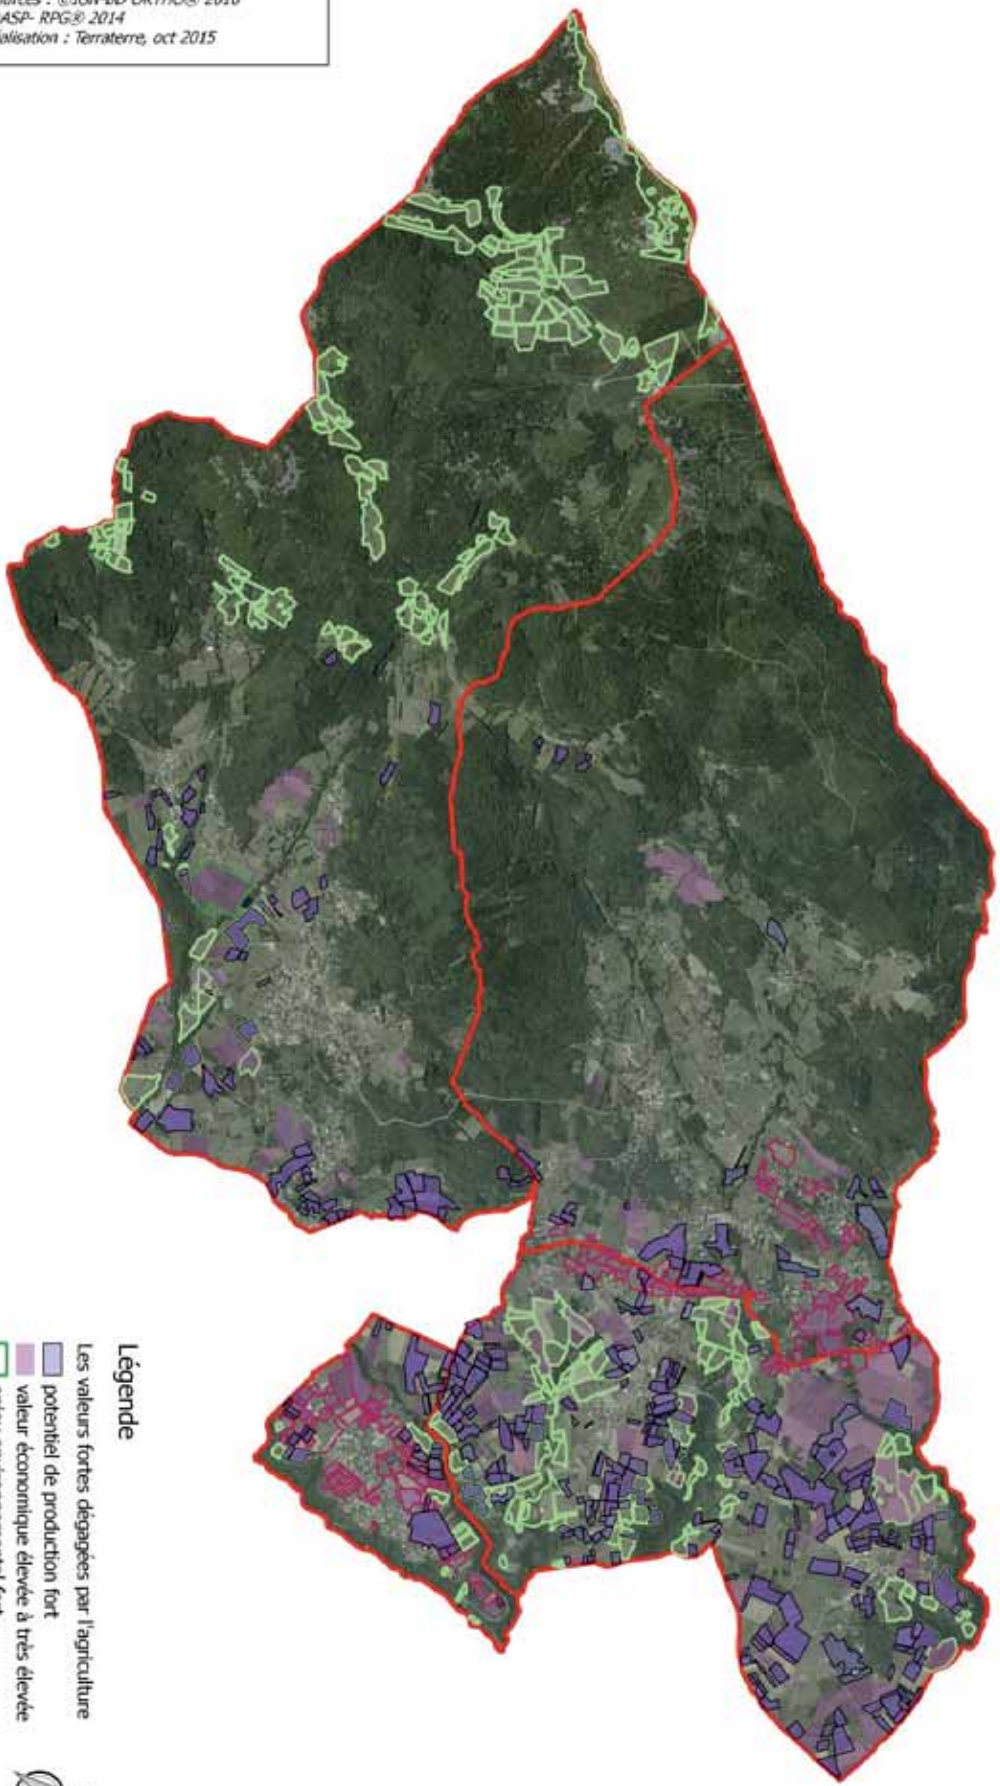 ASP- RPG® 2014
alisation : Terraterre, oct 2015
Légende
Les valeurs fortes dégagées par l'agriculture
potentiel de production fort
valeur économique élevée à très élevée